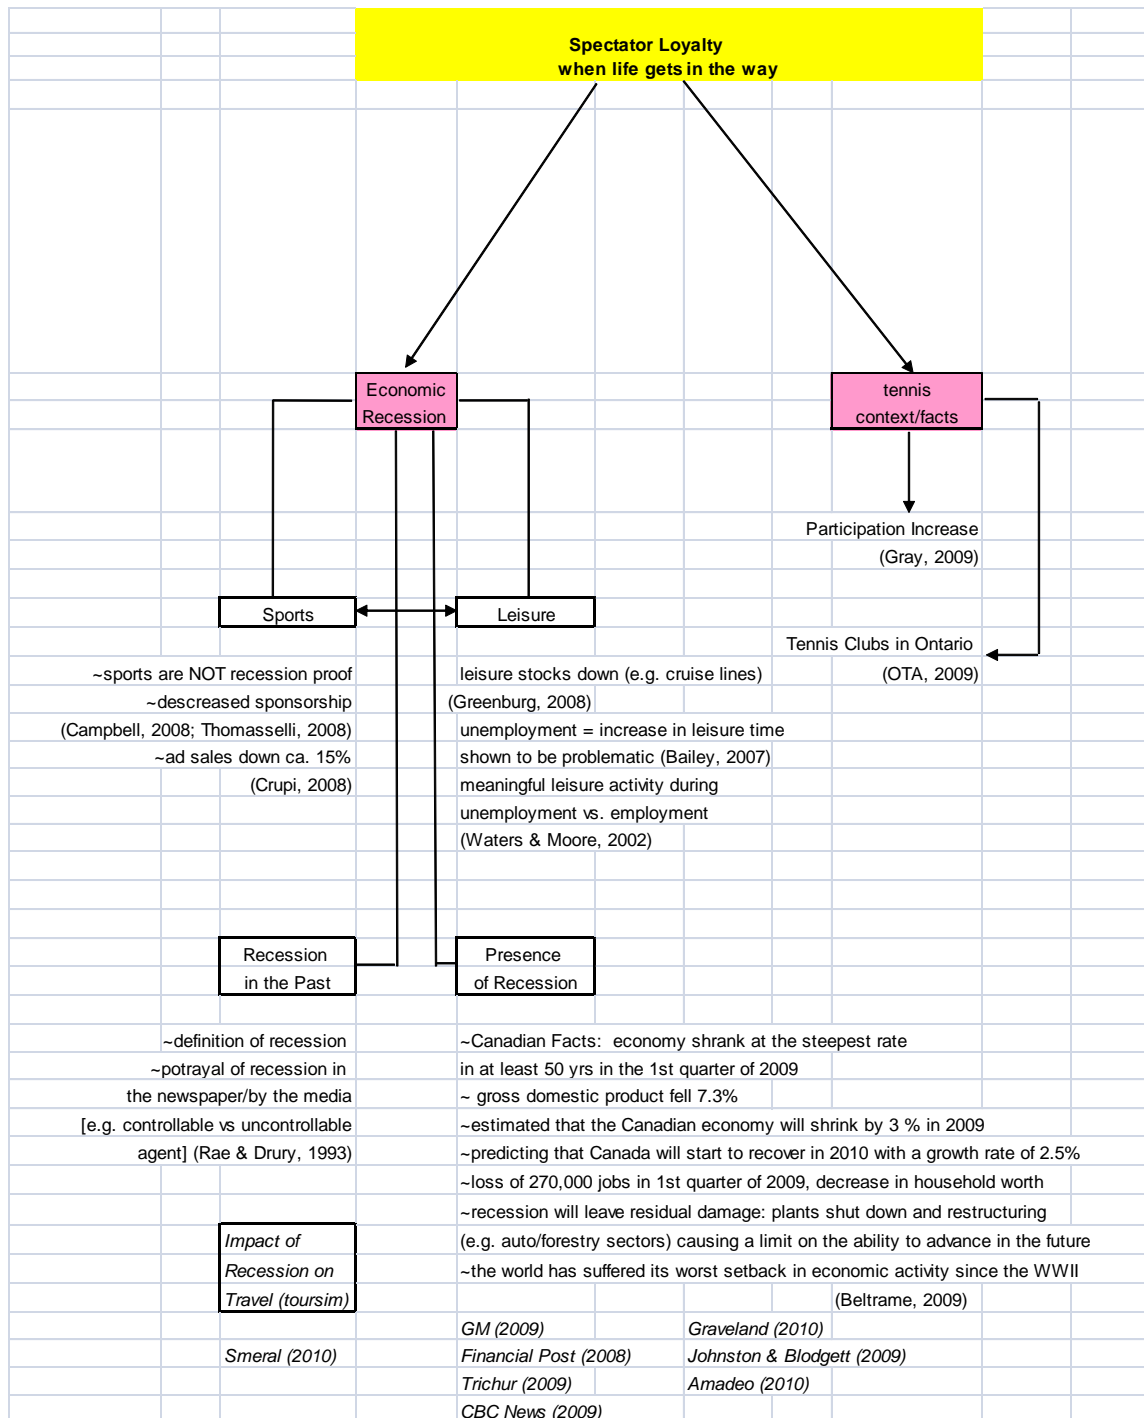 Spectator Loyalty
when life gets in the way
Economic
Recession
tennis
context/facts
Participation Increase
(Gray, 2009)
Sports
Leisure
Tennis Clubs in Ontario
(OTA, 2009)
~sports are NOT recession proof
~descreased sponsorship
(Campbell, 2008; Thomasselli, 2008)
~ad sales down ca. 15%
(Crupi, 2008)
leisure stocks down (e.g. cruise lines)
(Greenburg, 2008)
unemployment = increase in leisure time
shown to be problematic (Bailey, 2007)
meaningful leisure activity during
unemployment vs. employment
(Waters & Moore, 2002)
Recession
in the Past
Presence
of Recession
~definition of recession
~potrayal of recession in
the newspaper/by the media
[e.g. controllable vs uncontrollable
agent] (Rae & Drury, 1993)
~Canadian Facts: economy shrank at the steepest rate
in at least 50 yrs in the 1st quarter of 2009
~ gross domestic product fell 7.3%
~estimated that the Canadian economy will shrink by 3 % in 2009
~predicting that Canada will start to recover in 2010 with a growth rate of 2.5%
~loss of 270,000 jobs in 1st quarter of 2009, decrease in household worth
~recession will leave residual damage: plants shut down and restructuring
(e.g. auto/forestry sectors) causing a limit on the ability to advance in the future
~the world has suffered its worst setback in economic activity since the WWII
(Beltrame, 2009)
Impact of
Recession on
Travel (toursim)
Smeral (2010)
GM (2009)
Financial Post (2008)
Trichur (2009)
CBC News (2009)
Graveland (2010)
Johnston & Blodgett (2009)
Amadeo (2010)